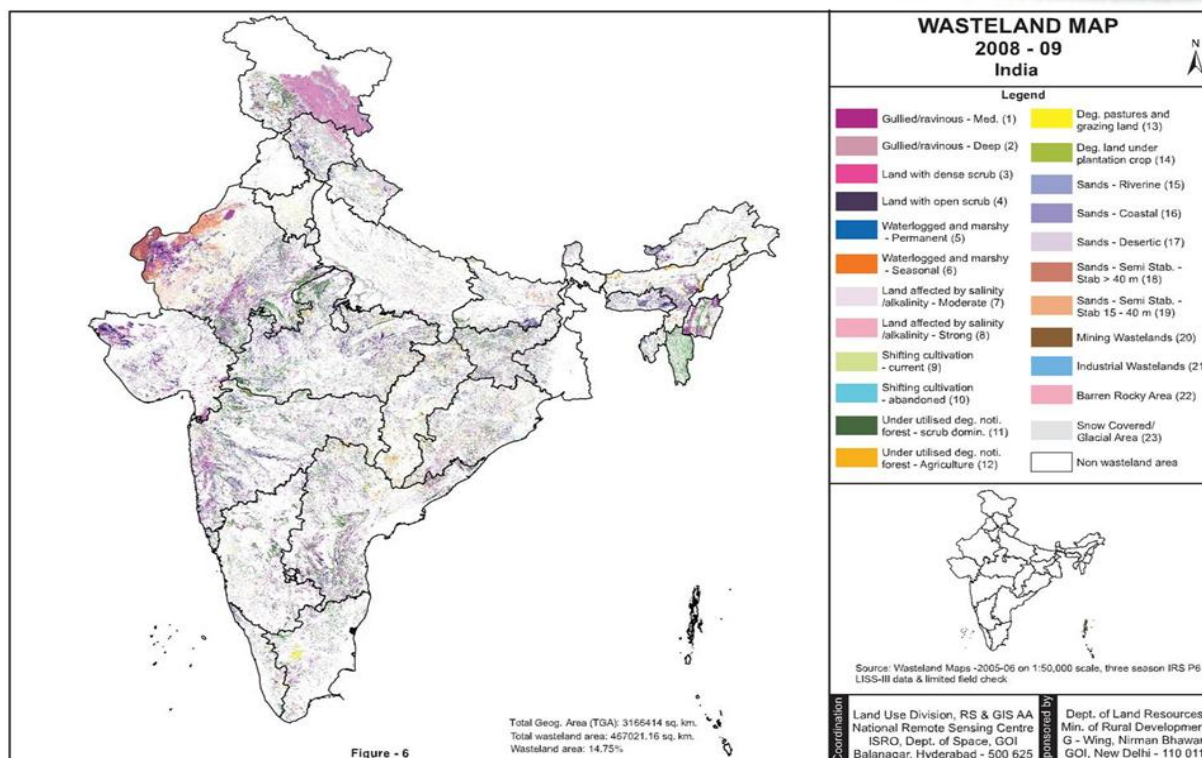 WASTELAND MAP
2008 - 09
India
N
Legend
Gullied/ravinous - Med. (1)
Gullied/ravinous - Deep (2)
Land with dense scrub (3)
Land with open scrub (4)
Waterlogged and marshy
- Permanent (5)
Waterlogged and marshy
- Seasonal (6)
Land affected by salinity
/alkalinity - Moderate (7)
Land affected by salinity
/alkalinity - Strong (8)
Shifting cultivation
- current (9)
Shifting cultivation
- abandoned (10)
Under utilised deg. noti.
forest - scrub domin. (11)
Under utilised deg. noti.
forest - Agriculture (12)
Deg. pastures and
grazing land (13)
Deg. land under
plantation crop (14)
Sands - Riverine (15)
Sands - Coastal (16)
Sands - Desertic (17)
Sands - Semi Stab. -
Stab > 40 m (18)
Sands - Semi Stab. -
Stab 15 - 40 m (19)
Mining Wastelands (20)
Industrial Wastelands (21
Barren Rocky Area (22)
Snow Covered/
Glacial Area (23)
Non wasteland area
Source: Wasteland Maps -2005-06 on 1:50,000 scale, three season IRS P6
LISS-III data & limited field check
Total Geog. Area (TGA): 3166414 sq. km.
Total wasteland area: 467021.16 sq. km.
Wasteland area: 14.75%
Figure - 6
Coordination
Land Use Division, RS & GIS AA
National Remote Sensing Centre
ISRO, Dept. of Space, GOI
Balanagar, Hyderabad - 500 625
ponsored by
Dept. of Land Resources
Min. of Rural Developmen
G - Wing, Nirman Bhawan
GOI, New Delhi - 110 011